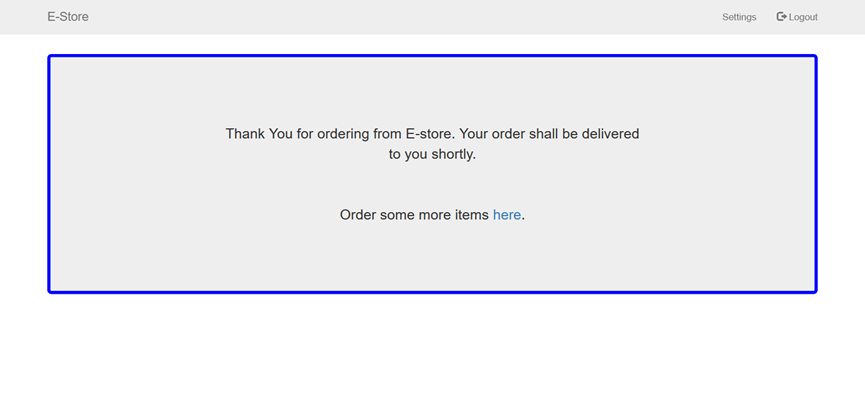 E-Store
Settings
Logout
Thank You for ordering from E-store. Your order shall be delivered
to you shortly.
Order some more items here.